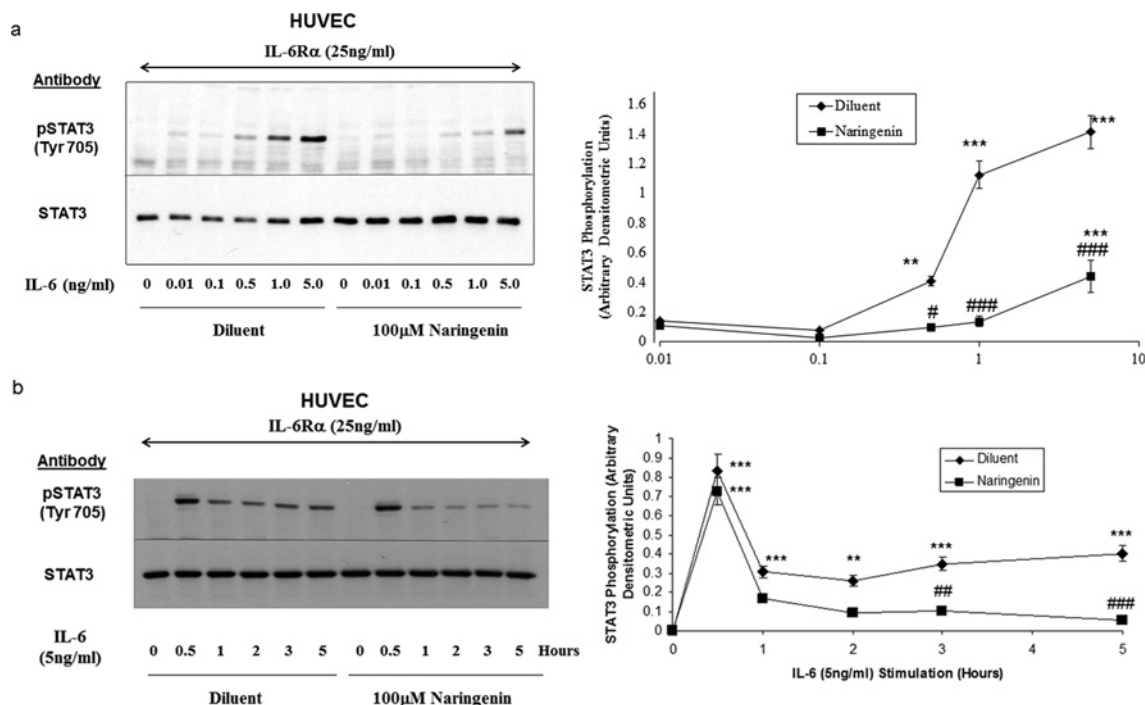 a
HUVEC
IL-6Rα (25ng/ml)
Antibody
pSTAT3
(Tyr 705)
STAT3
IL-6 (ng/ml) 0 0.01 0.1 0.5 1.0 5.0 0 0.01 0.1 0.5 1.0 5.0
Diluent 100µM Naringenin
STAT3 Phosphorylation
(Arbitrary Densitometric Units)
1.6
1.4
1.2
1
0.8
0.6
0.4
0.2
0
0.01 0.1 1 10
Diluent
Naringenin
**
***
***
***
#
###
###
b
HUVEC
IL-6Rα (25ng/ml)
Antibody
pSTAT3
(Tyr 705)
STAT3
IL-6
(5ng/ml)
0 0.5 1 2 3 5 0 0.5 1 2 3 5 Hours
Diluent 100µM Naringenin
STAT3 Phosphorylation (Arbitrary
Densitometric Units)
1
0.9
0.8
0.7
0.6
0.5
0.4
0.3
0.2
0.1
0
0 1 2 3 4 5
IL-6 (5ng/ml) Stimulation (Hours)
Diluent
Naringenin
***
***
***
**
***
***
##
###